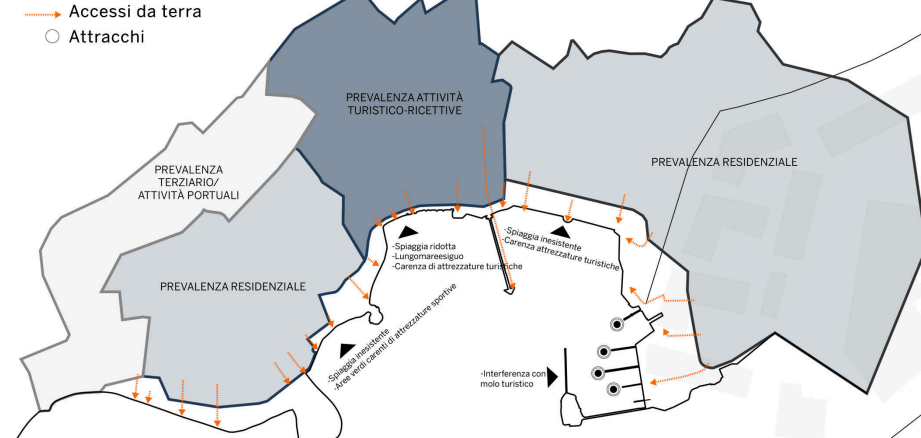 Accessi da terra
Attracchi
PREVALENZA ATTIVITÀ
TURISTICO-RICETTIVE
PREVALENZA RESIDENZIALE
PREVALENZA
TERZIARIO/
ATTIVITÀ PORTUALI
PREVALENZA RESIDENZIALE
-Spiaggia ridotta
-Lungomareesiguo
-Carenza di attrezzature turistiche
-Spiaggia inesistente
-Carenza attrezzature turistiche
-Spiaggia inesistente
-Aree verdi carenti di attrezzature sportive
-Interferenza con
molo turistico